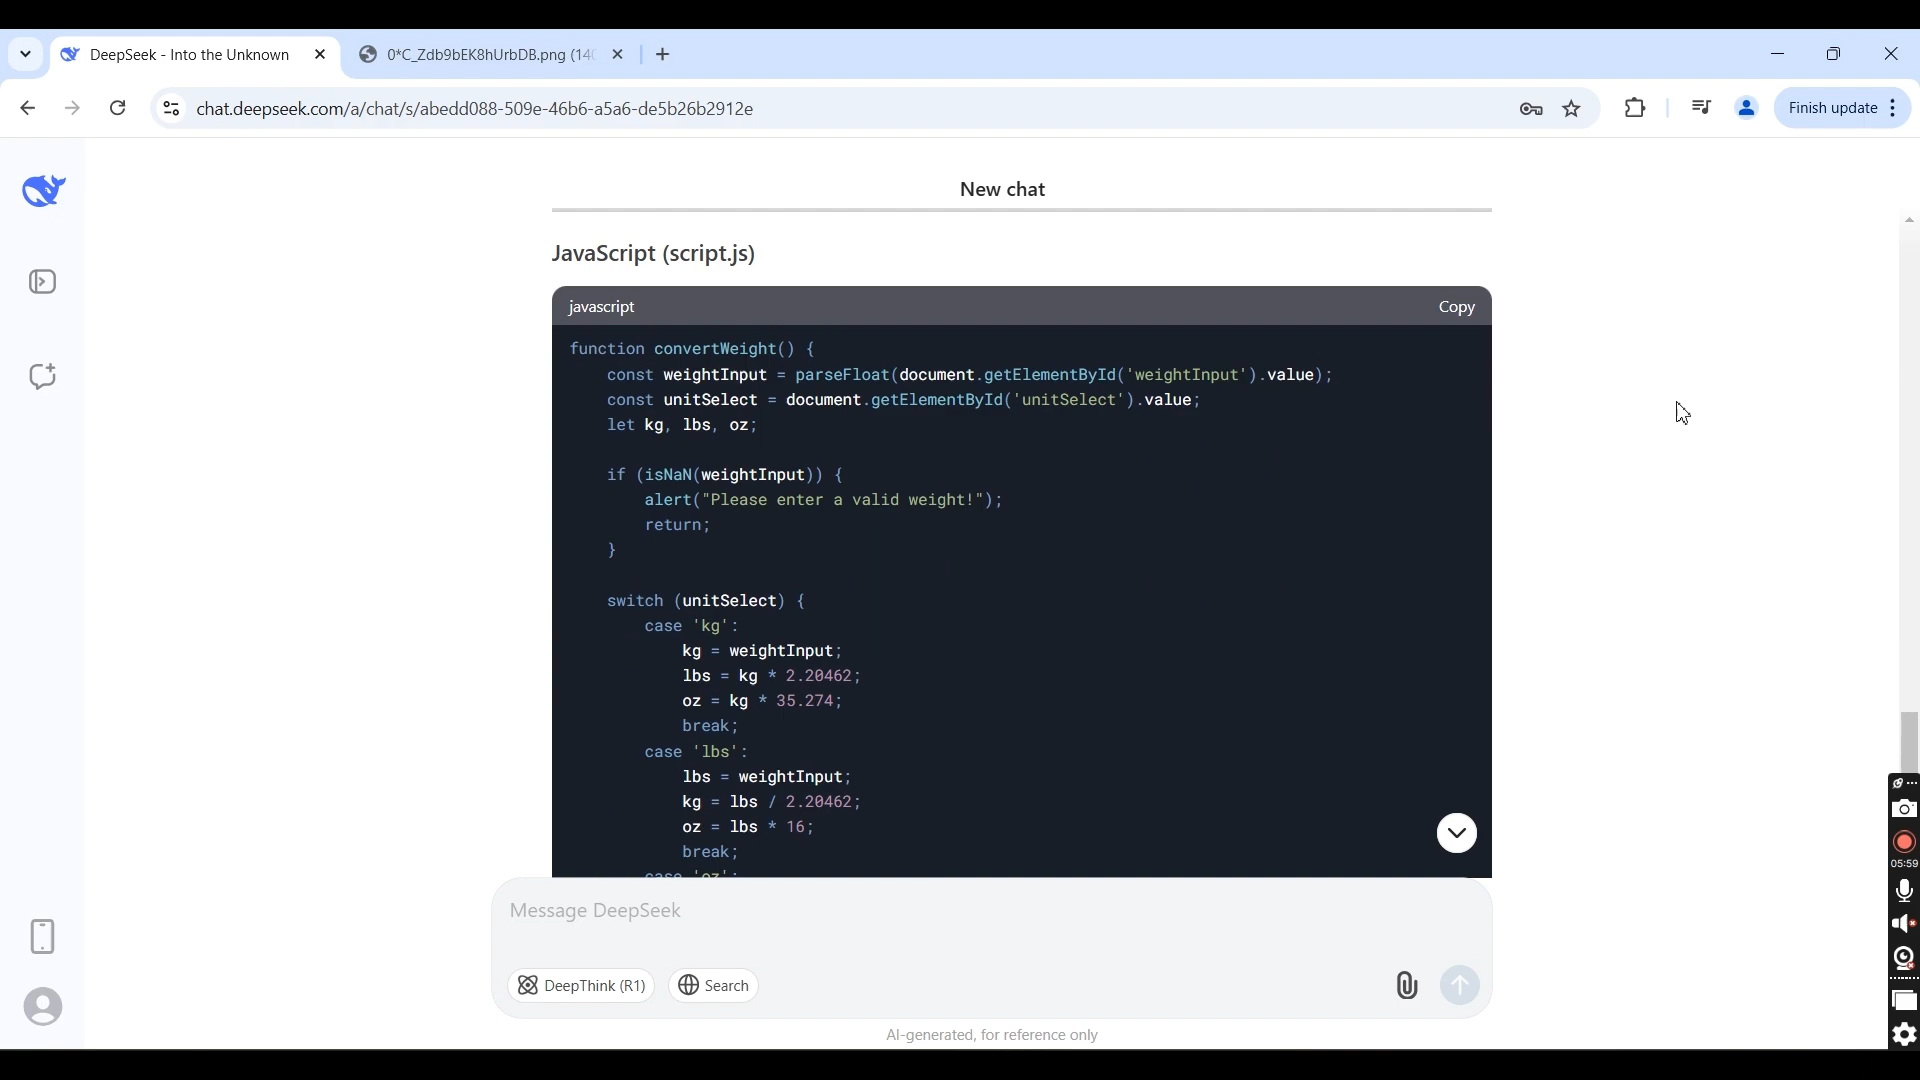 DeepSeek - Into the Unknown
0*C_Zdb9bEK8hUrbDB.png (140
chat.deepseek.com/a/chat/s/abedd088-509e-46b6-a5a6-de5b26b2912e
Finish update
New chat
JavaScript (script.js)
javascript
Copy
function convertWeight() {
    const weightInput = parseFloat(document.getElementById('weightInput').value);
    const unitSelect = document.getElementById('unitSelect').value;
    let kg, lbs, oz;
    if (isNaN(weightInput)) {
        alert("Please enter a valid weight!");
        return;
    }
    switch (unitSelect) {
        case 'kg':
            kg = weightInput;
            lbs = kg * 2.20462;
            oz = kg * 35.274;
            break;
        case 'lbs':
            lbs = weightInput;
            kg = lbs / 2.20462;
            oz = lbs * 16;
            break;
        case 'oz':
Message DeepSeek
DeepThink (R1)
Search
AI-generated, for reference only
05:59